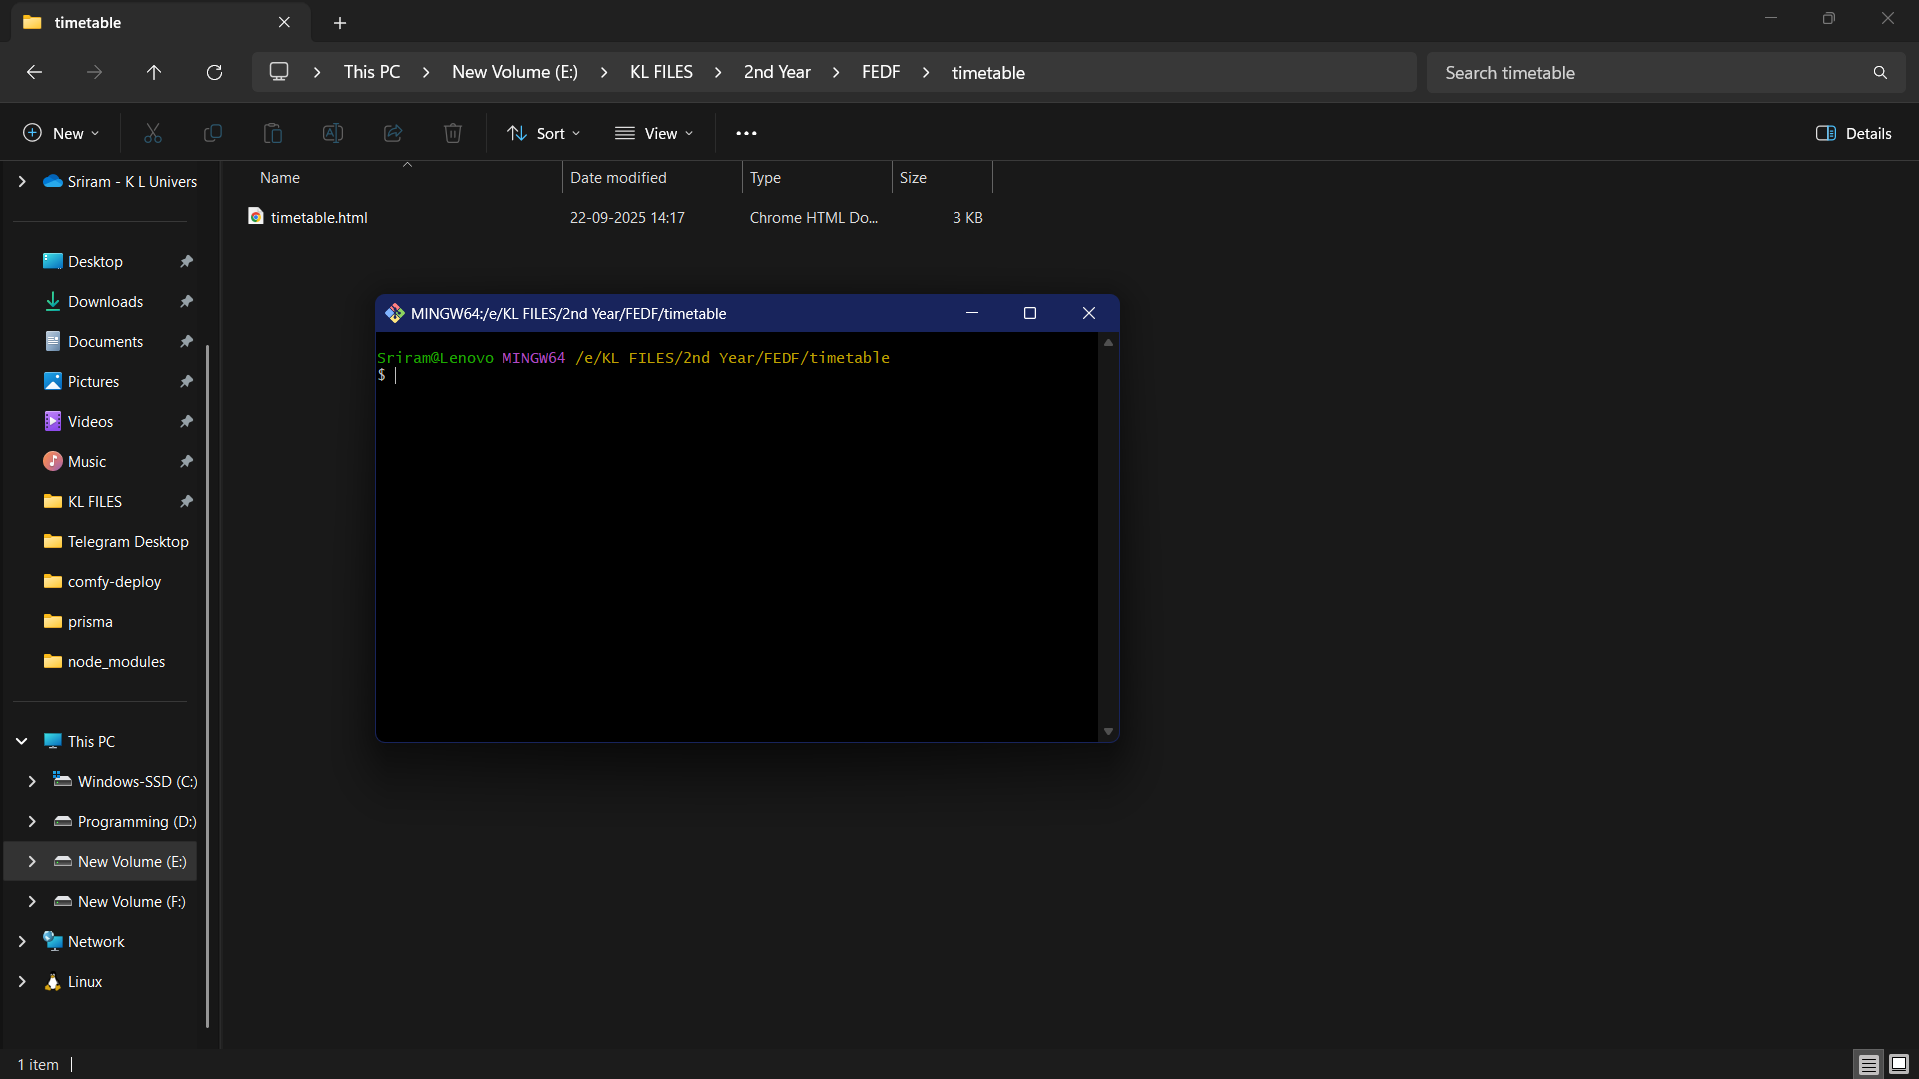 timetable
This PC
New Volume (E:)
KL FILES
2nd Year
FEDF
timetable
Search timetable
New
Sort
View
Details
Sriram - K L Univers
Desktop
Downloads
Documents
Pictures
Videos
Music
KL FILES
Telegram Desktop
comfy-deploy
prisma
node_modules
This PC
Windows-SSD (C:)
Programming (D:)
New Volume (E:)
New Volume (F:)
Network
Linux
Name
Date modified
Type
Size
timetable.html
22-09-2025 14:17
Chrome HTML Do...
3 KB
MINGW64:/e/KL FILES/2nd Year/FEDF/timetable
Sriram@Lenovo MINGW64 /e/KL FILES/2nd Year/FEDF/timetable
$
1 item